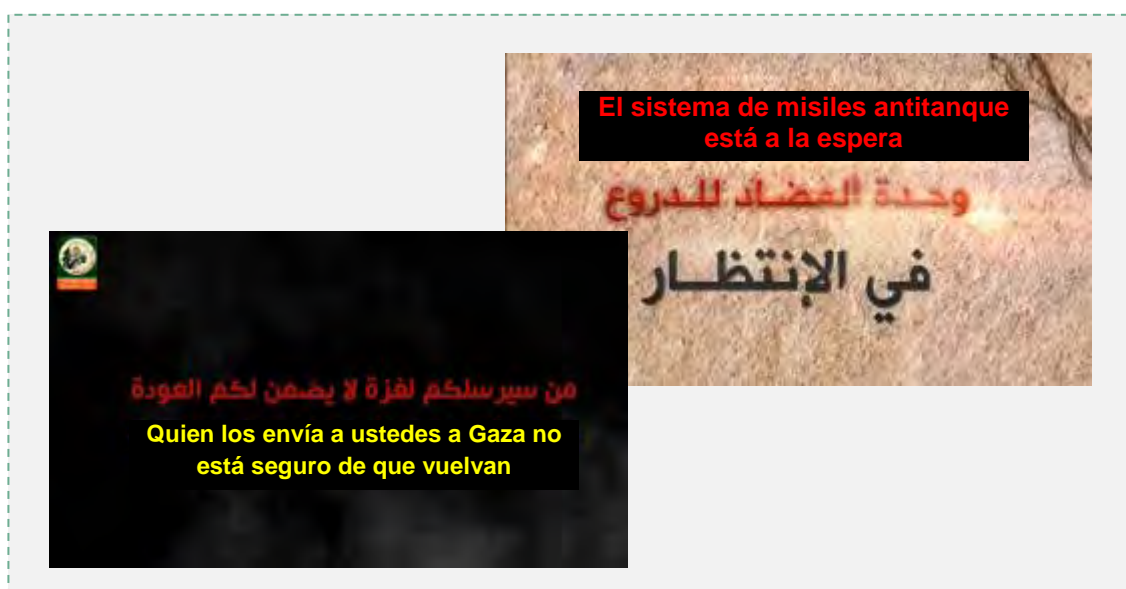 El sistema de misiles antitanque
está a la espera
وحدة المضاد للدروع
في الإنتظار
من سيرسلكم لغزة لا يضمن لكم العودة
Quien los envía a ustedes a Gaza no
está seguro de que vuelvan